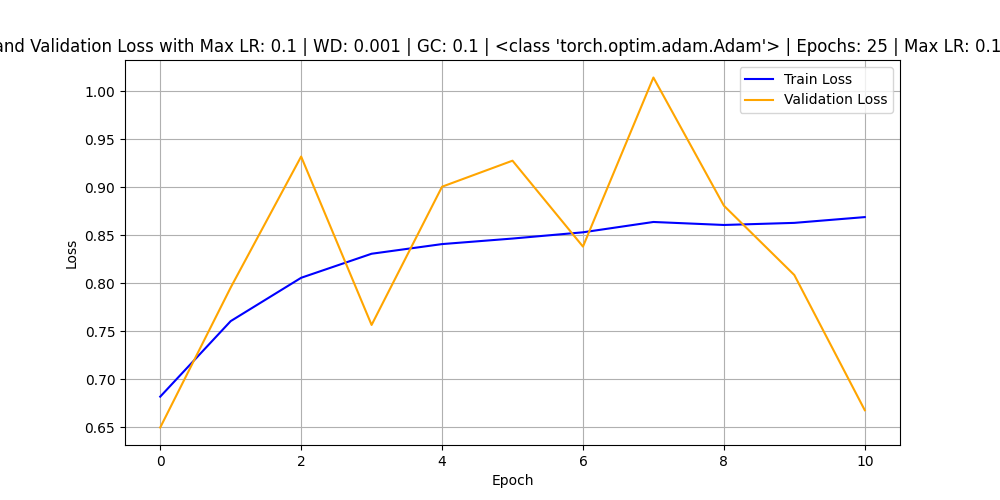 and Validation Loss with Max LR: 0.1 | WD: 0.001 | GC: 0.1 | <class 'torch.optim.adam.Adam'> | Epochs: 25 | Max LR: 0.1
Train Loss
Validation Loss
1.00
0.95
0.90
0.85
0.80
0.75
0.70
0.65
Loss
0 2 4 6 8 10
Epoch